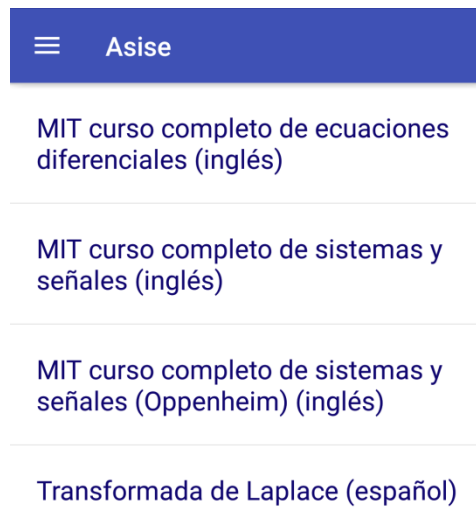 Asise
MIT curso completo de ecuaciones
diferenciales (inglés)
MIT curso completo de sistemas y
señales (inglés)
MIT curso completo de sistemas y
señales (Oppenheim) (inglés)
Transformada de Laplace (español)